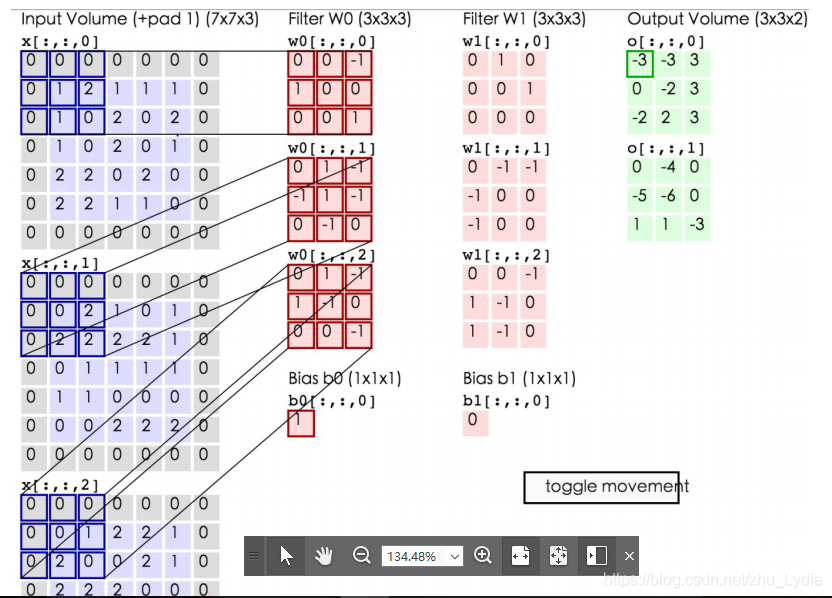 Input Volume (+pad 1) (7x7x3)
x[:,:,0]
0 0 0 0 0 0 0
0 1 2 1 1 1 0
0 1 0 2 0 2 0
0 1 0 2 0 1 0
0 2 2 0 2 0 0
0 2 2 1 1 0 0
0 0 0 0 0 0 0
x[:,:,1]
0 0 0 0 0 0 0
0 0 2 1 0 1 0
0 2 2 2 2 1 0
0 0 1 1 1 1 0
0 1 1 0 0 0 0
0 0 0 2 2 2 0
0 0 0 0 0 0 0
x[:,:,2]
0 0 0 0 0 0 0
0 0 1 2 2 1 0
0 2 0 0 2 1 0
0 2 2 2 0 0 0
Filter W0 (3x3x3)
w0[:,:,0]
0 0 -1
1 0 0
0 0 1
w0[:,:,1]
0 1 -1
-1 1 -1
0 -1 0
w0[:,:,2]
0 1 -1
1 -1 0
0 0 -1
Bias b0 (1x1x1)
b0[:,:,0]
1
Filter W1 (3x3x3)
w1[:,:,0]
0 1 0
0 0 1
0 0 0
w1[:,:,1]
0 -1 -1
-1 0 0
-1 0 0
w1[:,:,2]
0 0 -1
1 -1 0
1 -1 0
Bias b1 (1x1x1)
b1[:,:,0]
0
Output Volume (3x3x2)
o[:,:,0]
-3 -3 3
0 -2 3
-2 2 3
o[:,:,1]
0 -4 0
-5 -6 0
1 1 -3
toggle movement
134.48%
https://blog.csdn.net/zhu_Lydia